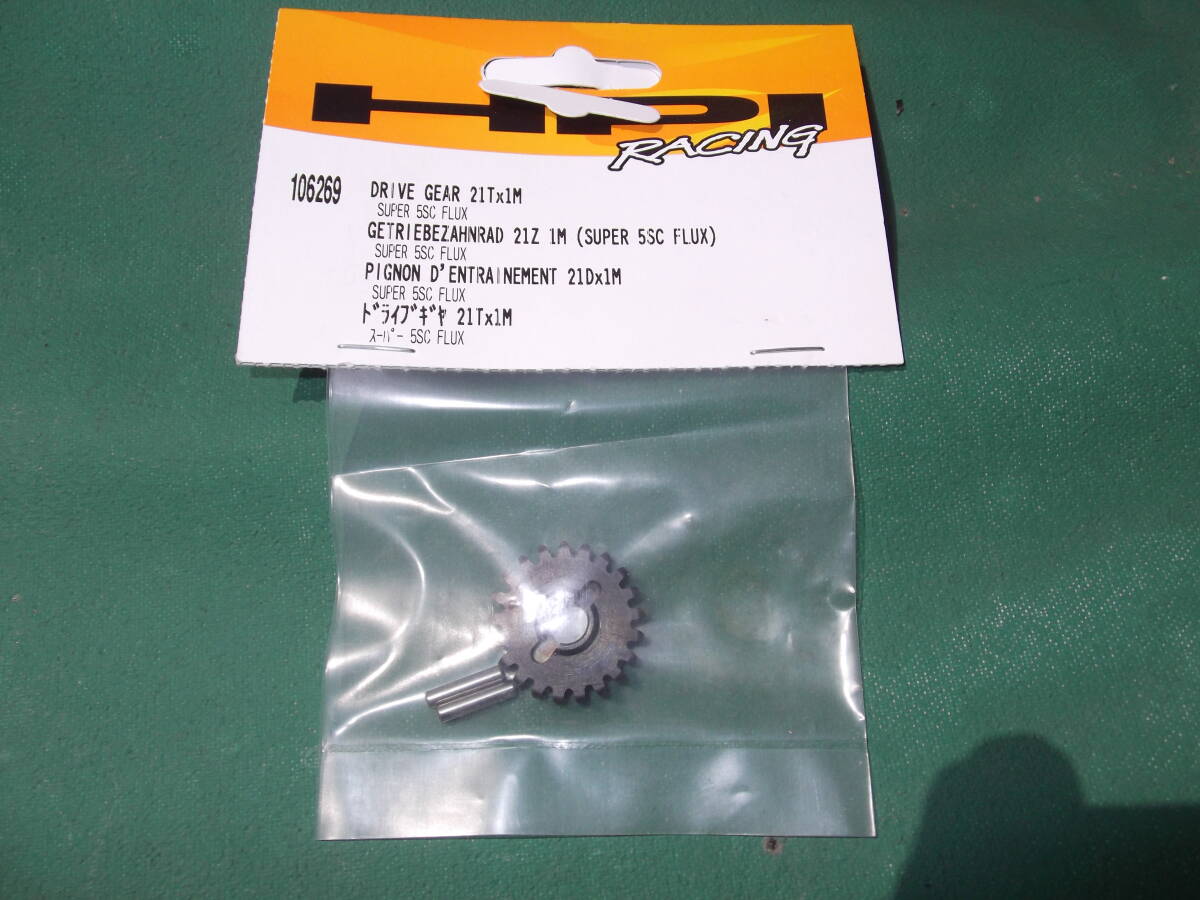 HPI
RACING
106269 DRIVE GEAR 21Tx1M
SUPER 5SC FLUX
GETRIEBEZAHNRAD 21Z 1M (SUPER 5SC FLUX)
SUPER 5SC FLUX
PIGNON D'ENTRAINEMENT 21Dx1M
SUPER 5SC FLUX
ドライブギヤ 21Tx1M
スーパー 5SC FLUX